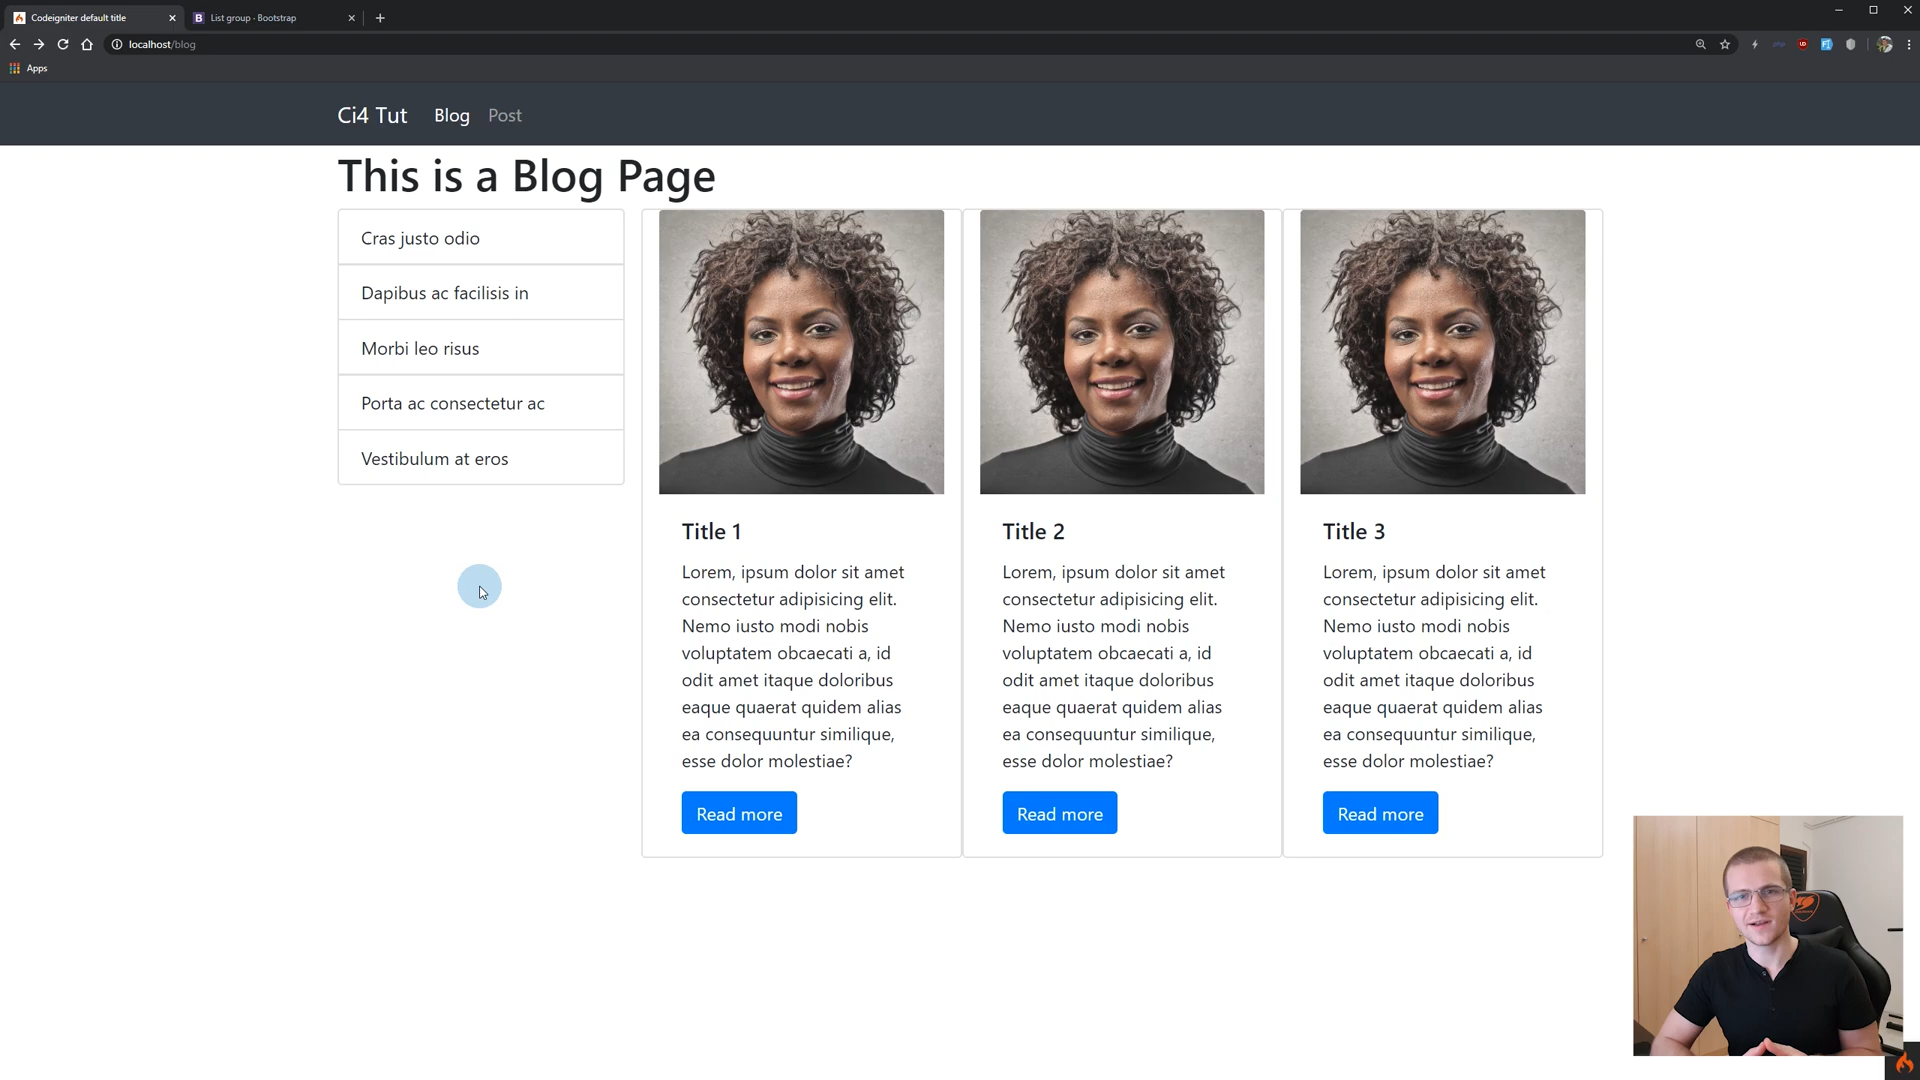 Codeigniter default title
List group · Bootstrap
localhost/blog
Apps
Ci4 Tut
Blog
Post
This is a Blog Page
Cras justo odio
Dapibus ac facilisis in
Morbi leo risus
Porta ac consectetur ac
Vestibulum at eros
Title 1
Lorem, ipsum dolor sit amet
consectetur adipisicing elit.
Nemo iusto modi nobis
voluptatem obcaecati a, id
odit amet itaque doloribus
eaque quaerat quidem alias
ea consequuntur similique,
esse dolor molestiae?
Read more
Title 2
Lorem, ipsum dolor sit amet
consectetur adipisicing elit.
Nemo iusto modi nobis
voluptatem obcaecati a, id
odit amet itaque doloribus
eaque quaerat quidem alias
ea consequuntur similique,
esse dolor molestiae?
Read more
Title 3
Lorem, ipsum dolor sit amet
consectetur adipisicing elit.
Nemo iusto modi nobis
voluptatem obcaecati a, id
odit amet itaque doloribus
eaque quaerat quidem alias
ea consequuntur similique,
esse dolor molestiae?
Read more